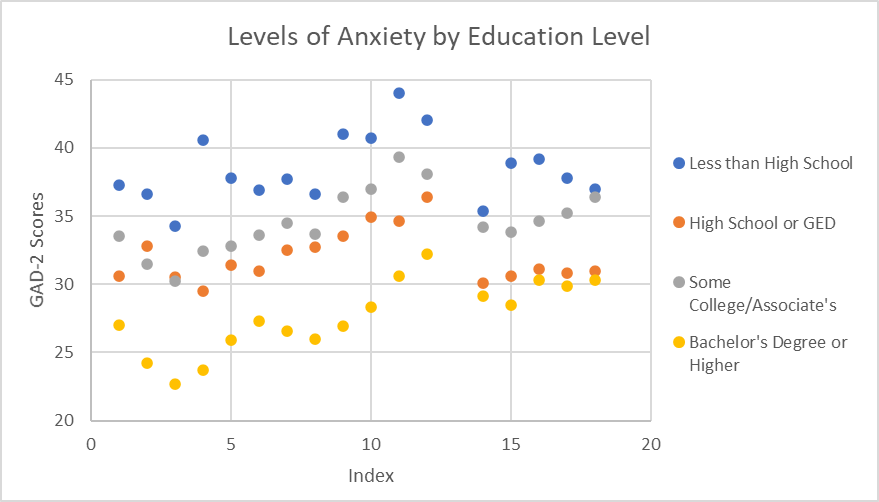 Levels of Anxiety by Education Level
45
40
35
30
25
20
GAD-2 Scores
0
5
10
15
20
Index
Less than High School
High School or GED
Some
College/Associate's
Bachelor's Degree or
Higher